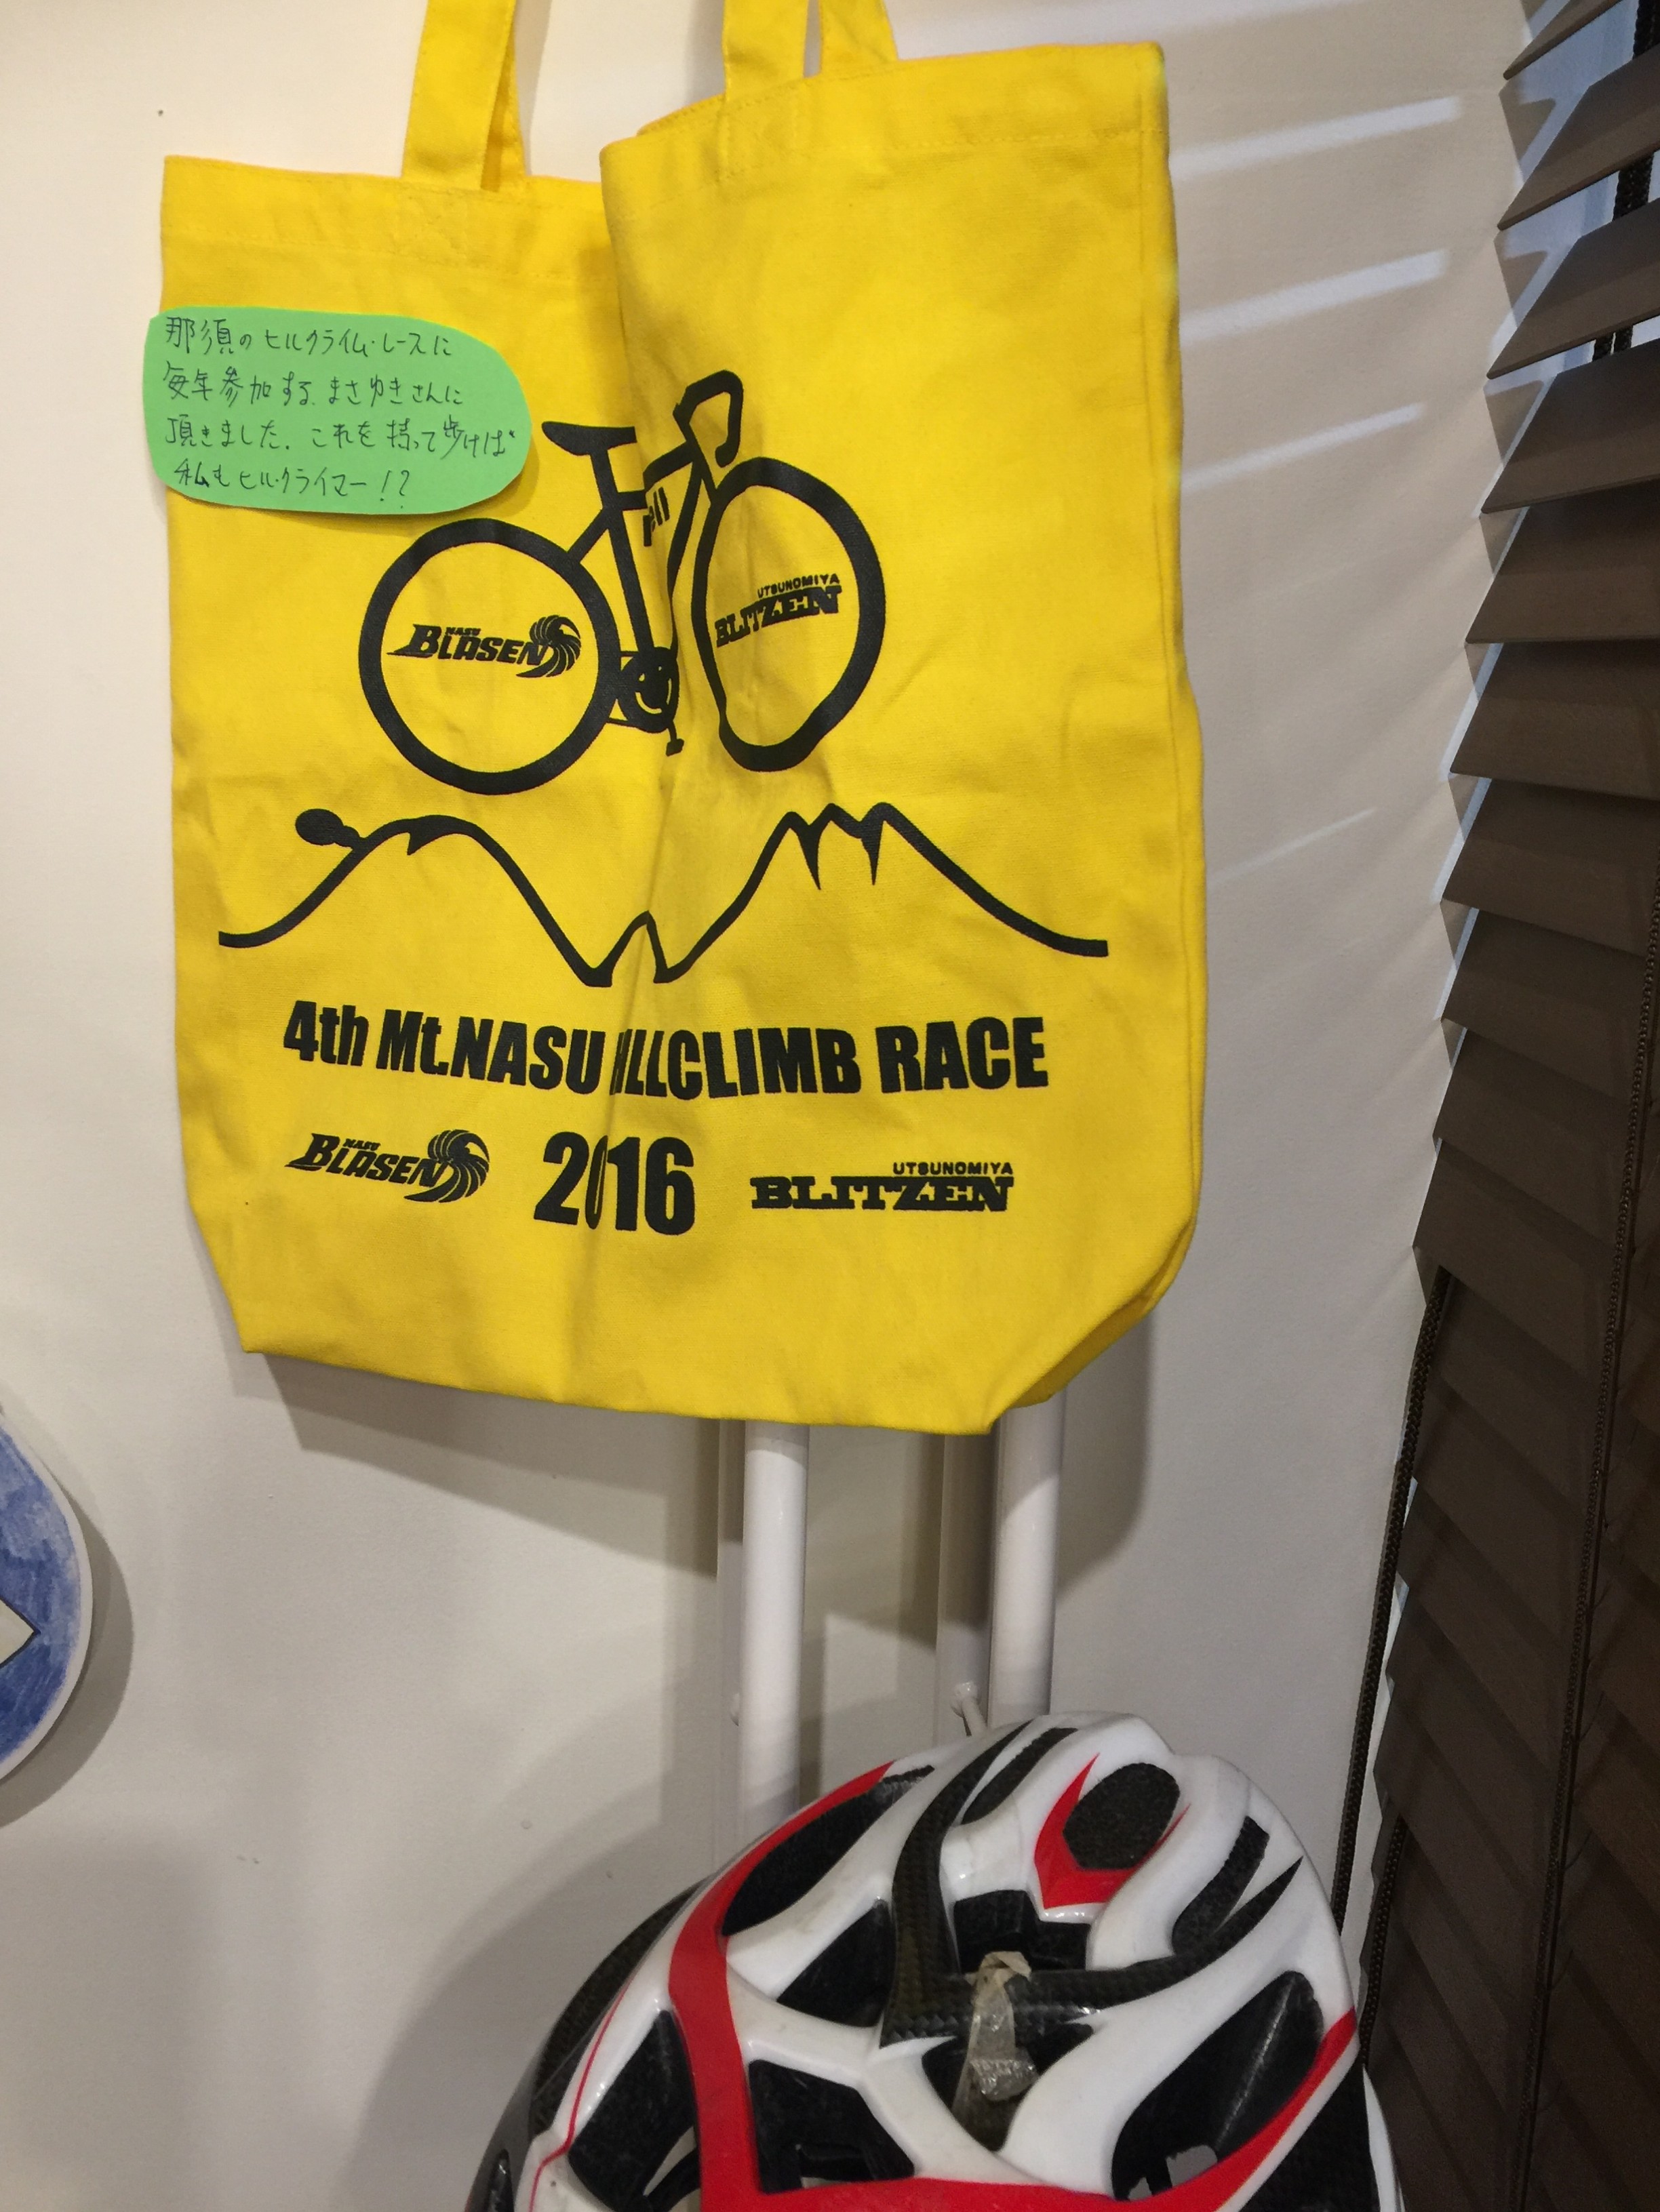 那須のヒルクライム・レースに
毎年参加する、まさゆきさんに
頂きました。これを持って歩けば
私もヒルクライマー!?
UTSUNOMIYA
BLITZEN
NASU
BLASEN
4th Mt.NASU HILLCLIMB RACE
NASU
BLASEN
2016
UTSUNOMIYA
BLITZEN